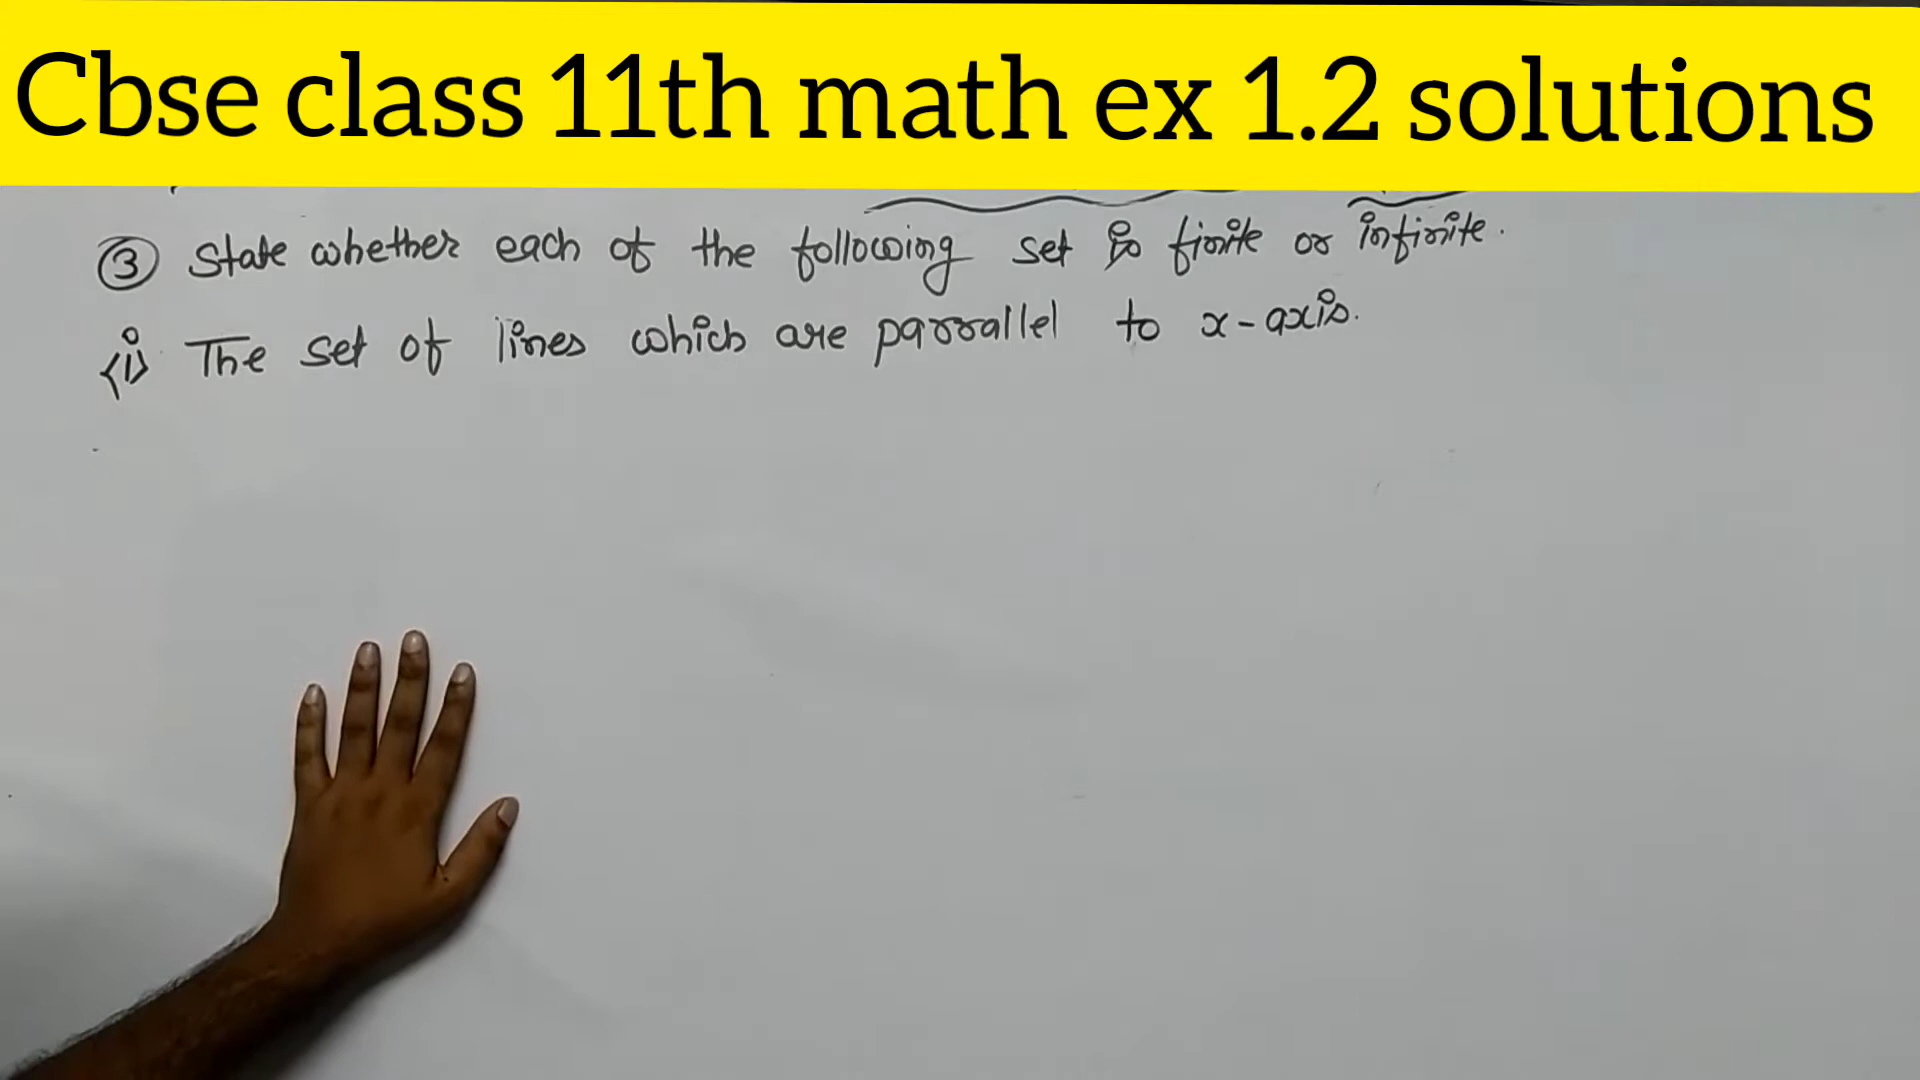 Cbse class 11th math ex 1.2 solutions
③ State whether each of the following set is finite or infinite.
(i) The set of lines which are parrallel to x-axis.